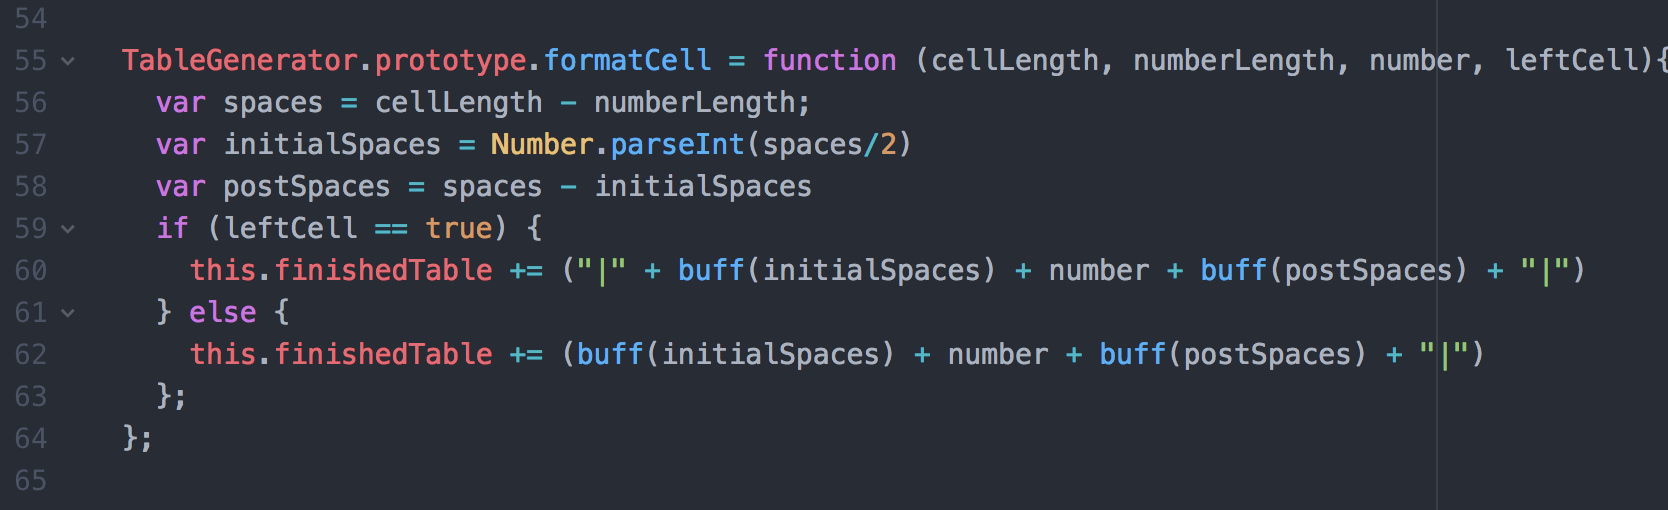 54
55 TableGenerator.prototype.formatCell = function (cellLength, numberLength, number, leftCell){
56 var spaces = cellLength - numberLength;
57 var initialSpaces = Number.parseInt(spaces/2)
58 var postSpaces = spaces - initialSpaces
59 if (leftCell == true) {
60 this.finishedTable += ("|" + buff(initialSpaces) + number + buff(postSpaces) + "|")
61 } else {
62 this.finishedTable += (buff(initialSpaces) + number + buff(postSpaces) + "|")
63 };
64 };
65